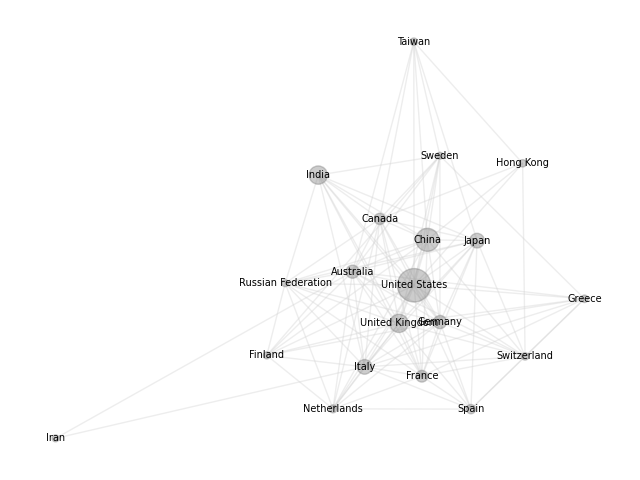 Taiwan
Sweden
Hong Kong
India
Canada
China
Japan
Australia
Russian Federation
United States
Greece
United Kingdom
Germany
Finland
Switzerland
Italy
France
Netherlands
Spain
Iran